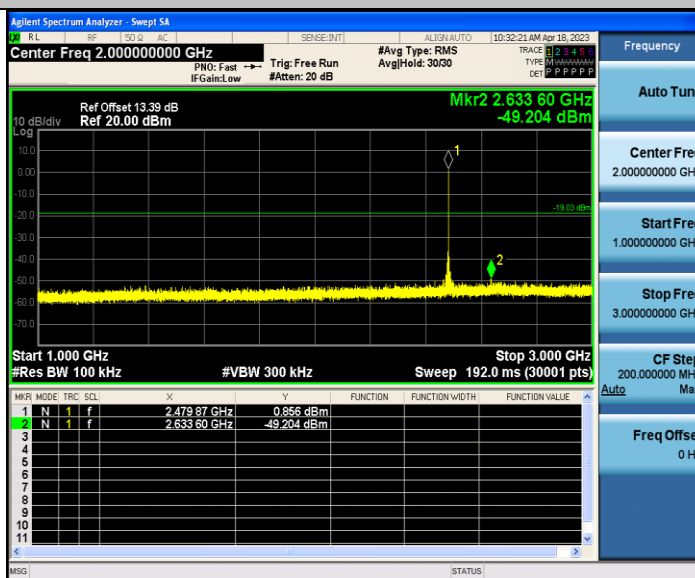 Agilent Spectrum Analyzer - Swept SA
RL RF 50 Ω AC SENSE:INT ALIGN AUTO 10:32:21 AM Apr 18, 2023
Center Freq 2.000000000 GHz
PNO: Fast
IFGain:Low
Trig: Free Run
#Atten: 20 dB
#Avg Type: RMS
Avg|Hold: 30/30
TRACE 1 2 3 4 5 6
TYPE M
DET P P P P P P
Ref Offset 13.39 dB
Ref 20.00 dBm
10 dB/div
Log
Mkr2 2.633 60 GHz
-49.204 dBm
10.0
0.00
-10.0
-20.0
-30.0
-40.0
-50.0
-60.0
-70.0
1
-19.03 dBm
2
Start 1.000 GHz
Stop 3.000 GHz
#Res BW 100 kHz
#VBW 300 kHz
Sweep 192.0 ms (30001 pts)
MKR MODE TRC SCL X Y FUNCTION FUNCTION WIDTH FUNCTION VALUE
1 N 1 f 2.479 87 GHz 0.856 dBm
2 N 1 f 2.633 60 GHz -49.204 dBm
3
4
5
6
7
8
9
10
11
MSG
STATUS
Frequency
Auto Tun
Center Fre
2.000000000 GH
Start Fre
1.000000000 GH
Stop Fre
3.000000000 GH
CF Step
200.000000 MH
Auto Ma
Freq Offse
0 H